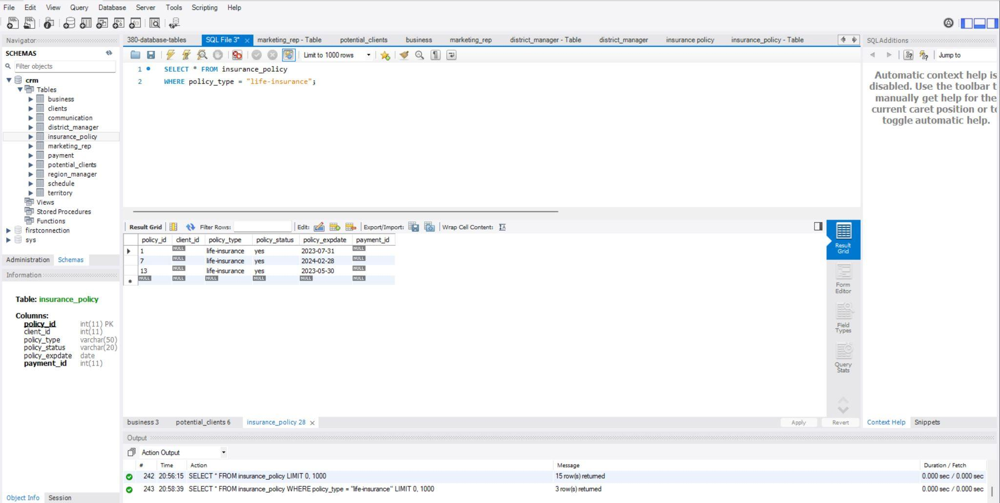 File Edit View Query Database Server Tools Scripting Help
SQL SQL
Navigator
SCHEMAS
Filter objects
crm
Tables
business
clients
communication
district_manager
insurance_policy
marketing_rep
payment
potential_clients
region_manager
schedule
territory
Views
Stored Procedures
Functions
firstconnection
sys
Administration Schemas
Information
Table: insurance_policy
Columns:
policy_id int(11) PK
client_id int(11)
policy_type varchar(50)
policy_status varchar(20)
policy_expdate date
payment_id int(11)
Object Info Session
380-database-tables SQL File 3* marketing_rep - Table potential_clients business marketing_rep district_manager - Table district_manager insurance policy insurance_policy - Table
Limit to 1000 rows
1 SELECT * FROM insurance_policy
2 WHERE policy_type = "life-insurance";
Result Grid Filter Rows: Edit: Export/Import: Wrap Cell Content:
policy_id client_id policy_type policy_status policy_expdate payment_id
1 NULL life-insurance yes 2023-07-31 NULL
7 NULL life-insurance yes 2024-02-28 NULL
13 NULL life-insurance yes 2023-05-30 NULL
NULL NULL NULL NULL NULL NULL
Result
Grid
Form
Editor
Field
Types
Query
Stats
business 3 potential_clients 6 insurance_policy 28 Apply Revert
Output
Action Output
# Time Action Message Duration / Fetch
242 20:56:15 SELECT * FROM insurance_policy LIMIT 0, 1000 15 row(s) returned 0.000 sec / 0.000 sec
243 20:58:39 SELECT * FROM insurance_policy WHERE policy_type = "life-insurance" LIMIT 0, 1000 3 row(s) returned 0.000 sec / 0.000 sec
SQLAdditions
Jump to
Automatic context help is
disabled. Use the toolbar t
manually get help for the
current caret position or to
toggle automatic help.
Context Help Snippets